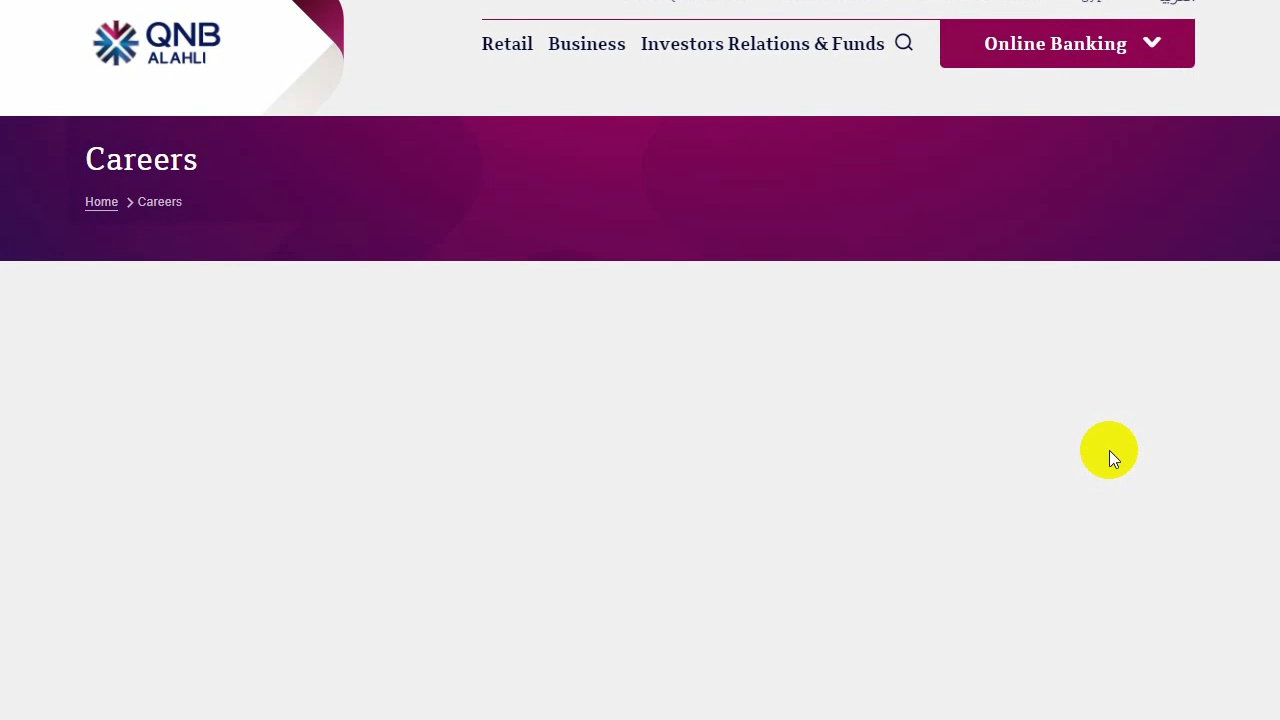 QNB
ALAHLI
Retail Business Investors Relations & Funds Online Banking
Careers
Home Careers